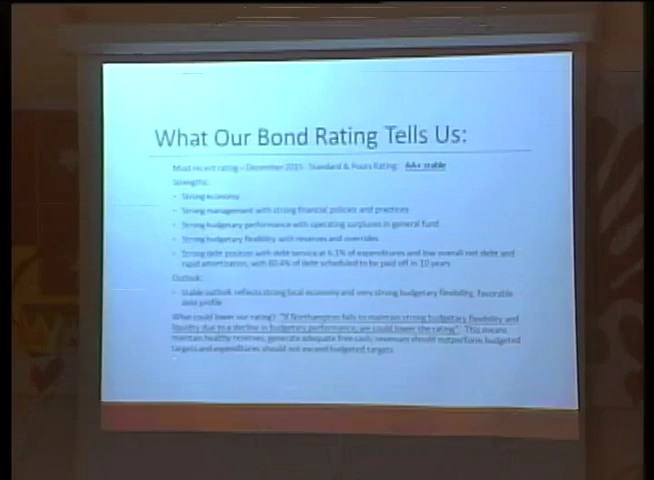 What Our Bond Rating Tells Us:
Most recent rating – December 2015 Standard & Poors Rating: AA+ stable
Strengths:
- Strong economy
- Strong management with strong financial policies and practices
- Strong budgetary performance with operating surpluses in general fund
- Strong budgetary flexibility with reserves and overrides
- Strong debt position with debt service at 6.1% of expenditures and low overall net debt and
rapid amortization, with 80.4% of debt scheduled to be paid off in 10 years
Outlook:
- Stable outlook reflects strong local economy and very strong budgetary flexibility, favorable
debt profile
What could lower our rating? "If Northampton fails to maintain strong budgetary flexibility and
liquidity due to a decline in budgetary performance, we could lower the rating". This means
maintain healthy reserves, generate adequate free cash, revenues should outperform budgeted
targets and expenditures should not exceed budgeted targets